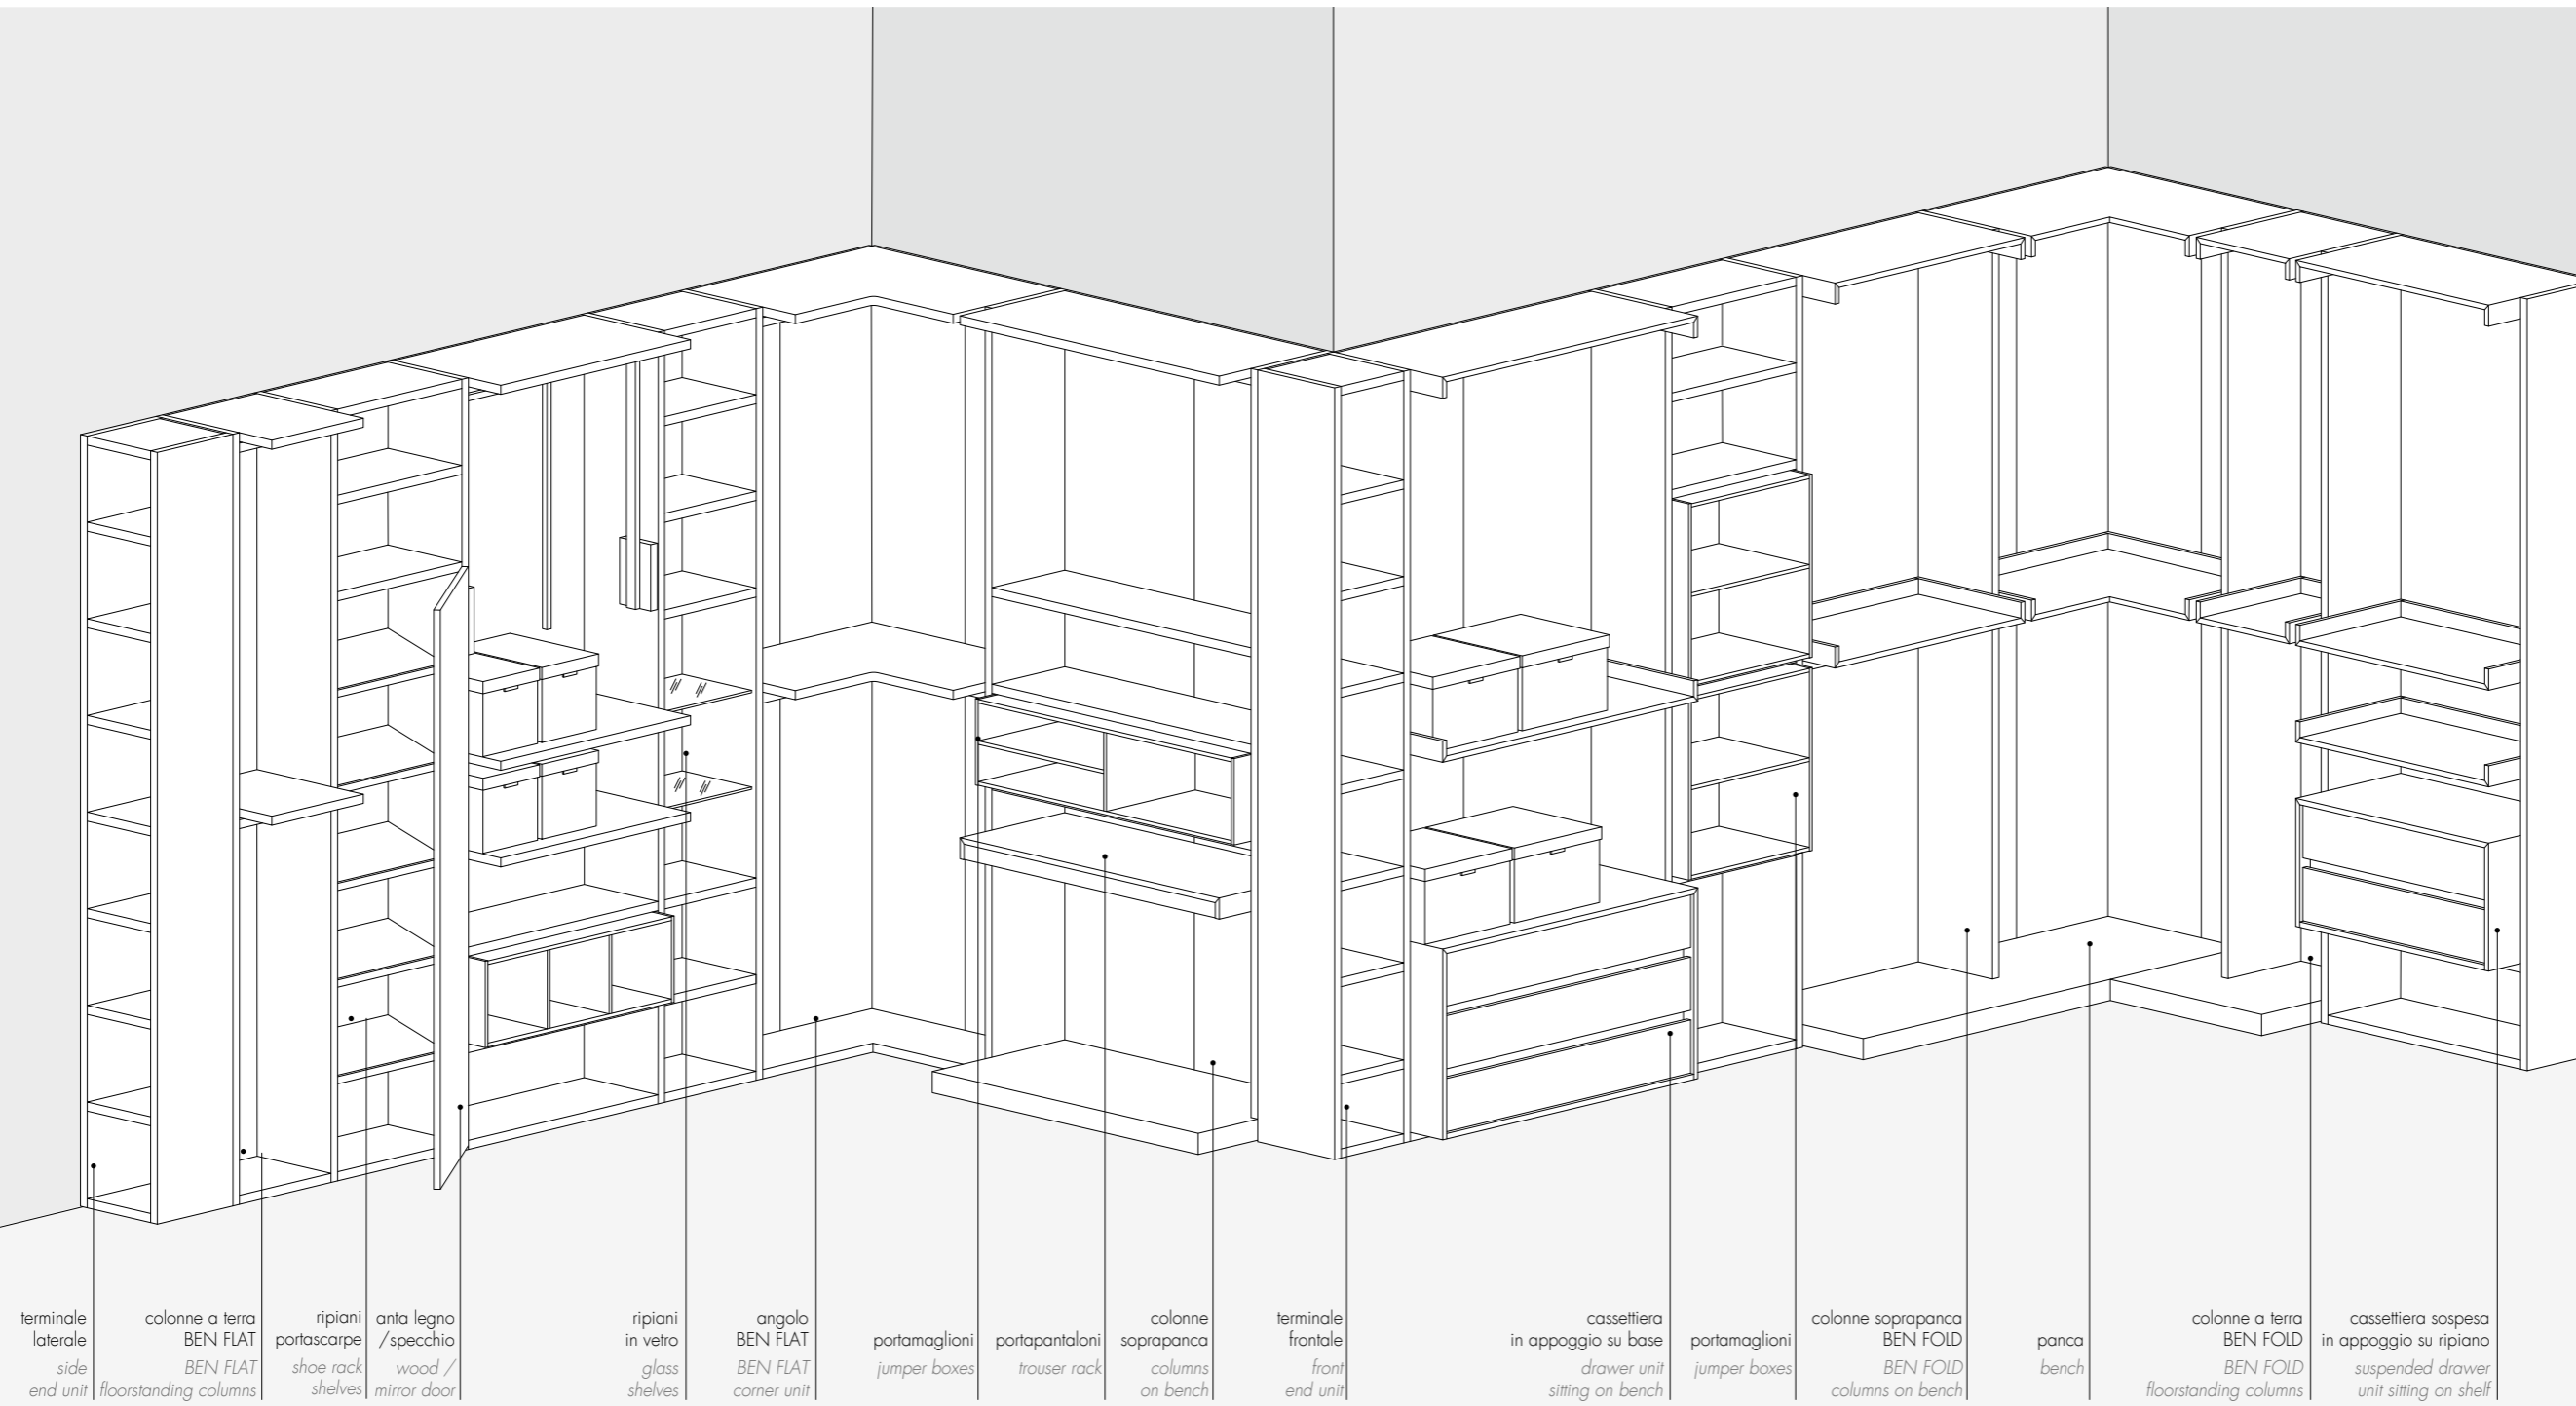 terminale
laterale
side
end unit
colonne a terra
BEN FLAT
BEN FLAT
floorstanding columns
ripiani
portascarpe
shoe rack
shelves
anta legno
/specchio
wood /
mirror door
ripiani
in vetro
glass
shelves
angolo
BEN FLAT
BEN FLAT
corner unit
portamaglioni
jumper boxes
portapantaloni
trouser rack
colonne
soprapanca
columns
on bench
terminale
frontale
front
end unit
cassettiera
in appoggio su base
drawer unit
sitting on bench
portamaglioni
jumper boxes
colonne soprapanca
BEN FOLD
BEN FOLD
columns on bench
panca
bench
colonne a terra
BEN FOLD
BEN FOLD
floorstanding columns
cassettiera sospesa
in appoggio su ripiano
suspended drawer
unit sitting on shelf